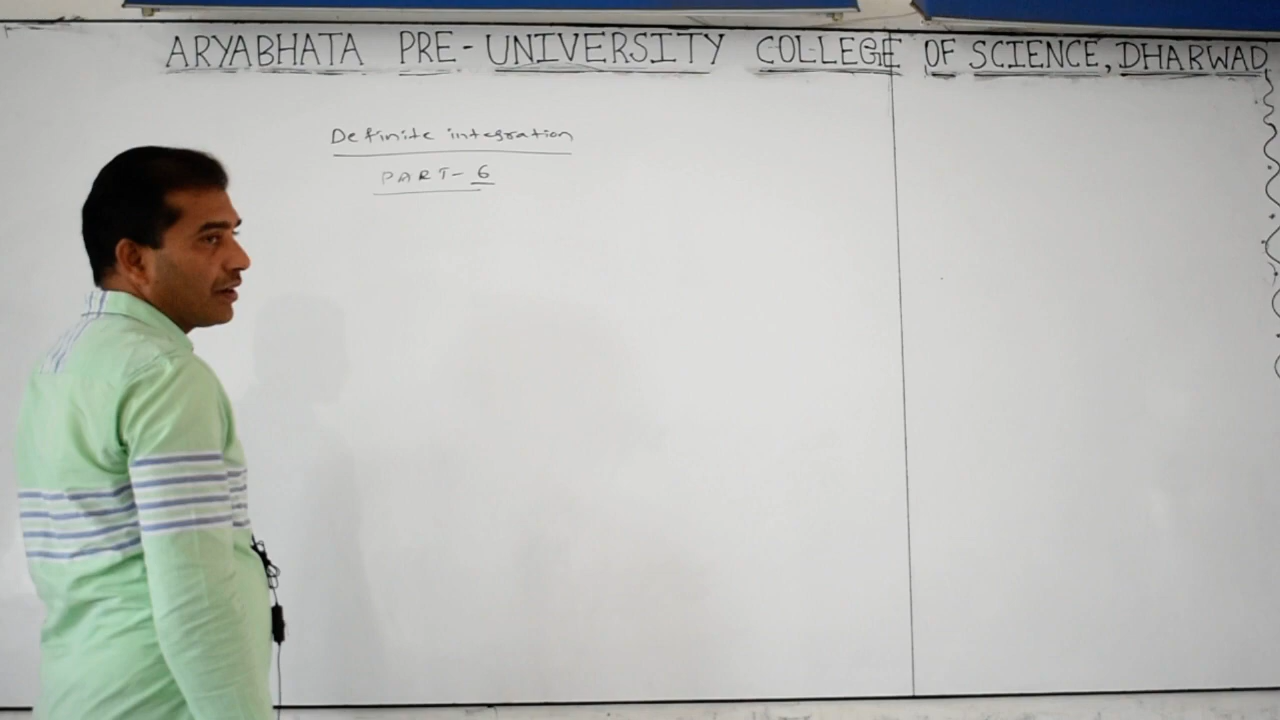 ARYABHATA PRE-UNIVERSITY COLLEGE OF SCIENCE, DHARWAD
Definite integration
PART-6